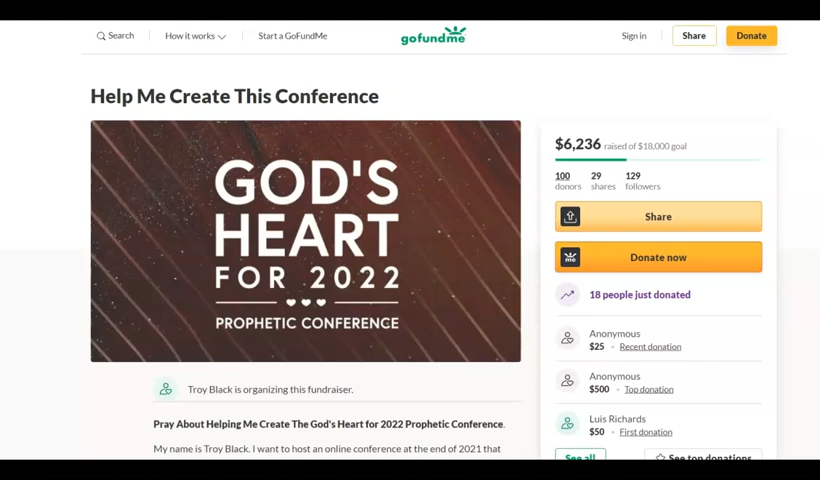 Search
How it works
Start a GoFundMe
gofundme
Sign in
Share
Donate
Help Me Create This Conference
GOD'S
HEART
FOR 2022
PROPHETIC CONFERENCE
$6,236 raised of $18,000 goal
100 donors
29 shares
129 followers
Share
Donate now
18 people just donated
Anonymous
$25 • Recent donation
Anonymous
$500 • Top donation
Luis Richards
$50 • First donation
See all
See top donations
Troy Black is organizing this fundraiser.
Pray About Helping Me Create The God's Heart for 2022 Prophetic Conference.
My name is Troy Black. I want to host an online conference at the end of 2021 that